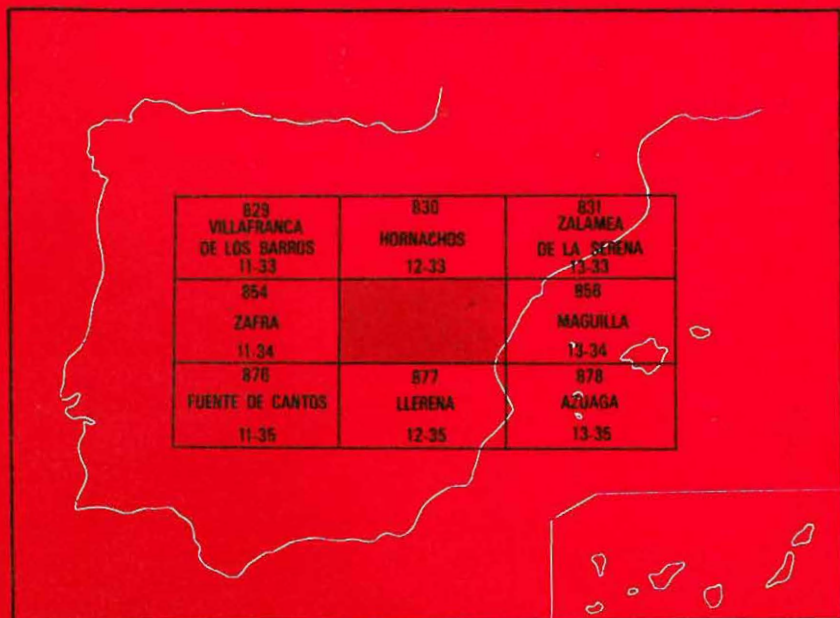 829
VILLAFRANCA
DE LOS BARROS
11-33
830
HORNACHOS
12-33
831
ZALAMEA
DE LA SERENA
13-33
854
ZAFRA
11-34
856
MAGUILLA
13-34
876
FUENTE DE CANTOS
11-35
877
LLERENA
12-35
878
AZUAGA
13-35